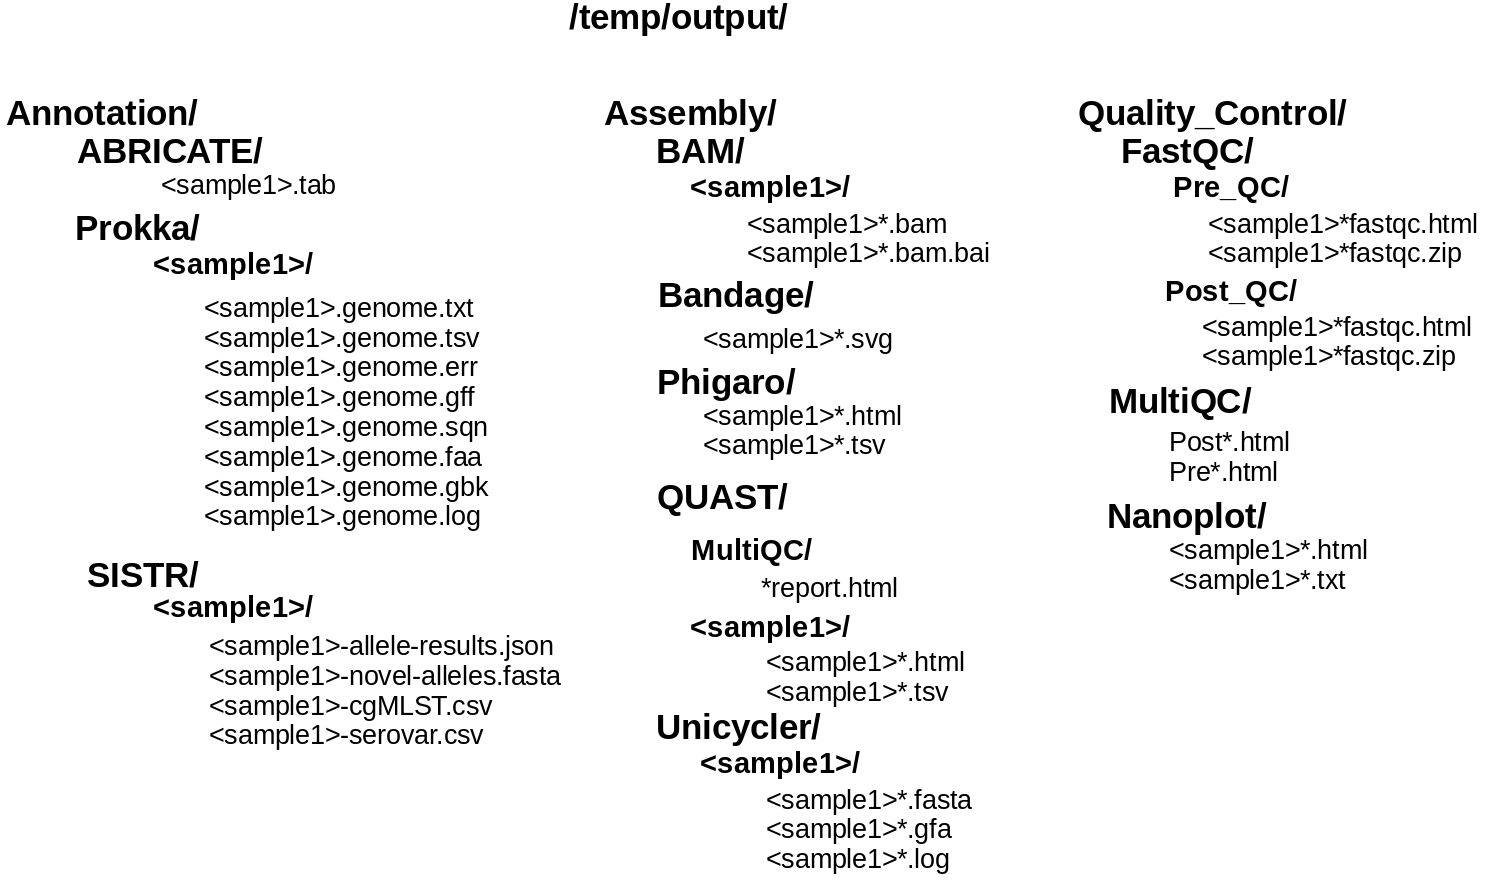 /temp/output/
Annotation/
ABRICATE/
<sample1>.tab
Prokka/
<sample1>/
<sample1>.genome.txt
<sample1>.genome.tsv
<sample1>.genome.err
<sample1>.genome.gff
<sample1>.genome.sqn
<sample1>.genome.faa
<sample1>.genome.gbk
<sample1>.genome.log
SISTR/
<sample1>/
<sample1>-allele-results.json
<sample1>-novel-alleles.fasta
<sample1>-cgMLST.csv
<sample1>-serovar.csv
Assembly/
BAM/
<sample1>/
<sample1>*.bam
<sample1>*.bam.bai
Bandage/
<sample1>*.svg
Phigaro/
<sample1>*.html
<sample1>*.tsv
QUAST/
MultiQC/
*report.html
<sample1>/
<sample1>*.html
<sample1>*.tsv
Unicycler/
<sample1>/
<sample1>*.fasta
<sample1>*.gfa
<sample1>*.log
Quality_Control/
FastQC/
Pre_QC/
<sample1>*fastqc.html
<sample1>*fastqc.zip
Post_QC/
<sample1>*fastqc.html
<sample1>*fastqc.zip
MultiQC/
Post*.html
Pre*.html
Nanoplot/
<sample1>*.html
<sample1>*.txt